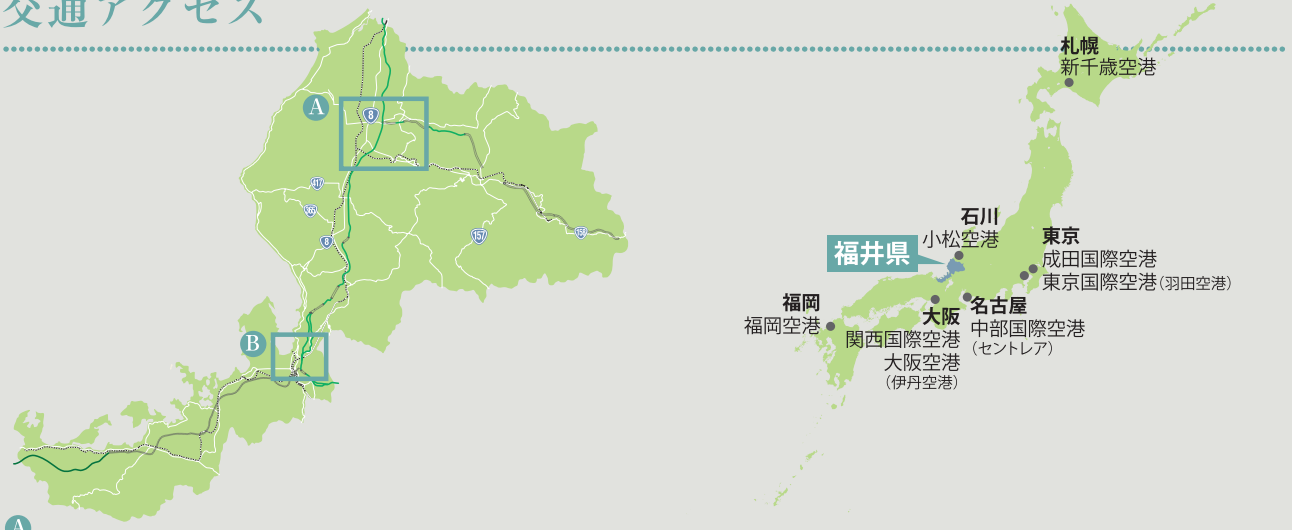 交通アクセス
A
8
417
365
8
157
158
B
A
札幌
新千歳空港
石川
小松空港
福井県
東京
成田国際空港
東京国際空港(羽田空港)
福岡
福岡空港
大阪
関西国際空港
大阪空港
(伊丹空港)
名古屋
中部国際空港
(セントレア)